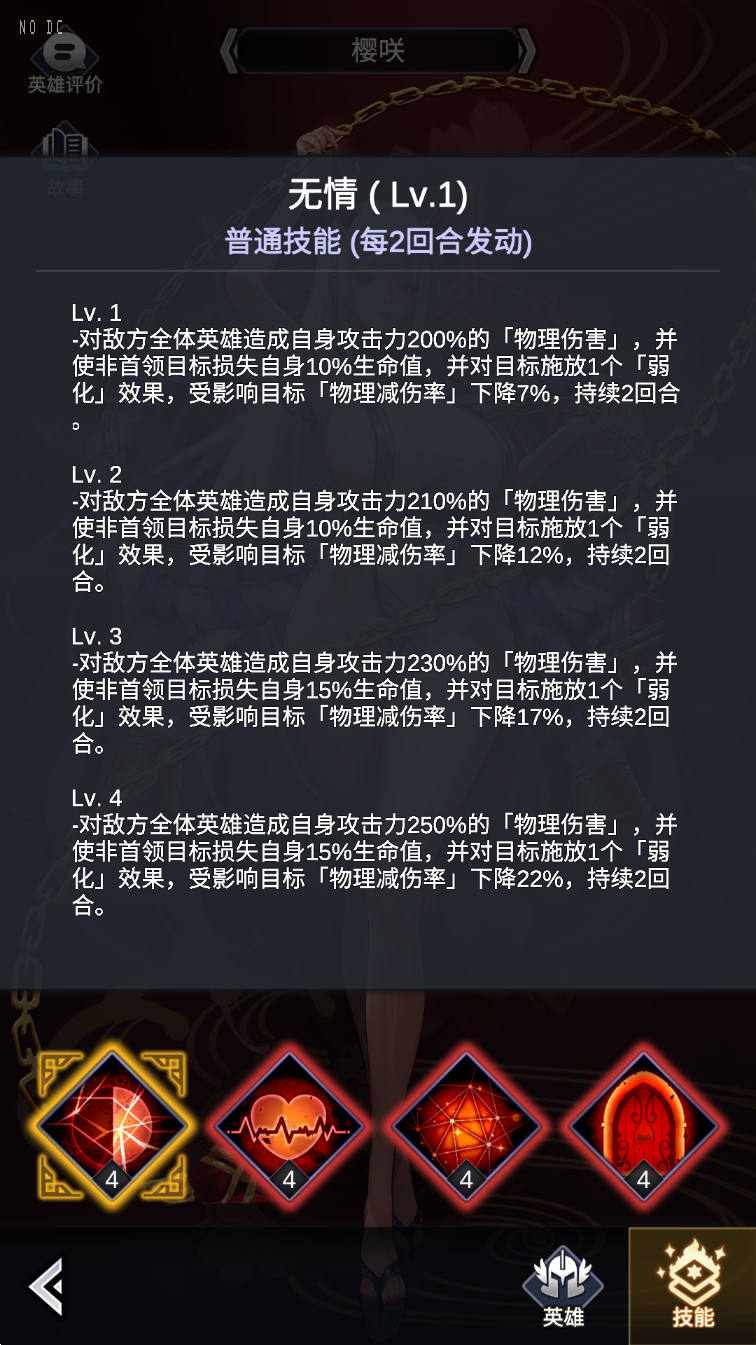 NO DC
樱咲
英雄评价
故事
无情 ( Lv.1)
普通技能 (每2回合发动)
Lv. 1
-对敌方全体英雄造成自身攻击力200%的「物理伤害」，并
使非首领目标损失自身10%生命值，并对目标施放1个「弱
化」效果，受影响目标「物理减伤率」下降7%，持续2回合
。
Lv. 2
-对敌方全体英雄造成自身攻击力210%的「物理伤害」，并
使非首领目标损失自身10%生命值，并对目标施放1个「弱
化」效果，受影响目标「物理减伤率」下降12%，持续2回
合。
Lv. 3
-对敌方全体英雄造成自身攻击力230%的「物理伤害」，并
使非首领目标损失自身15%生命值，并对目标施放1个「弱
化」效果，受影响目标「物理减伤率」下降17%，持续2回
合。
Lv. 4
-对敌方全体英雄造成自身攻击力250%的「物理伤害」，并
使非首领目标损失自身15%生命值，并对目标施放1个「弱
化」效果，受影响目标「物理减伤率」下降22%，持续2回
合。
4
4
4
4
英雄
技能